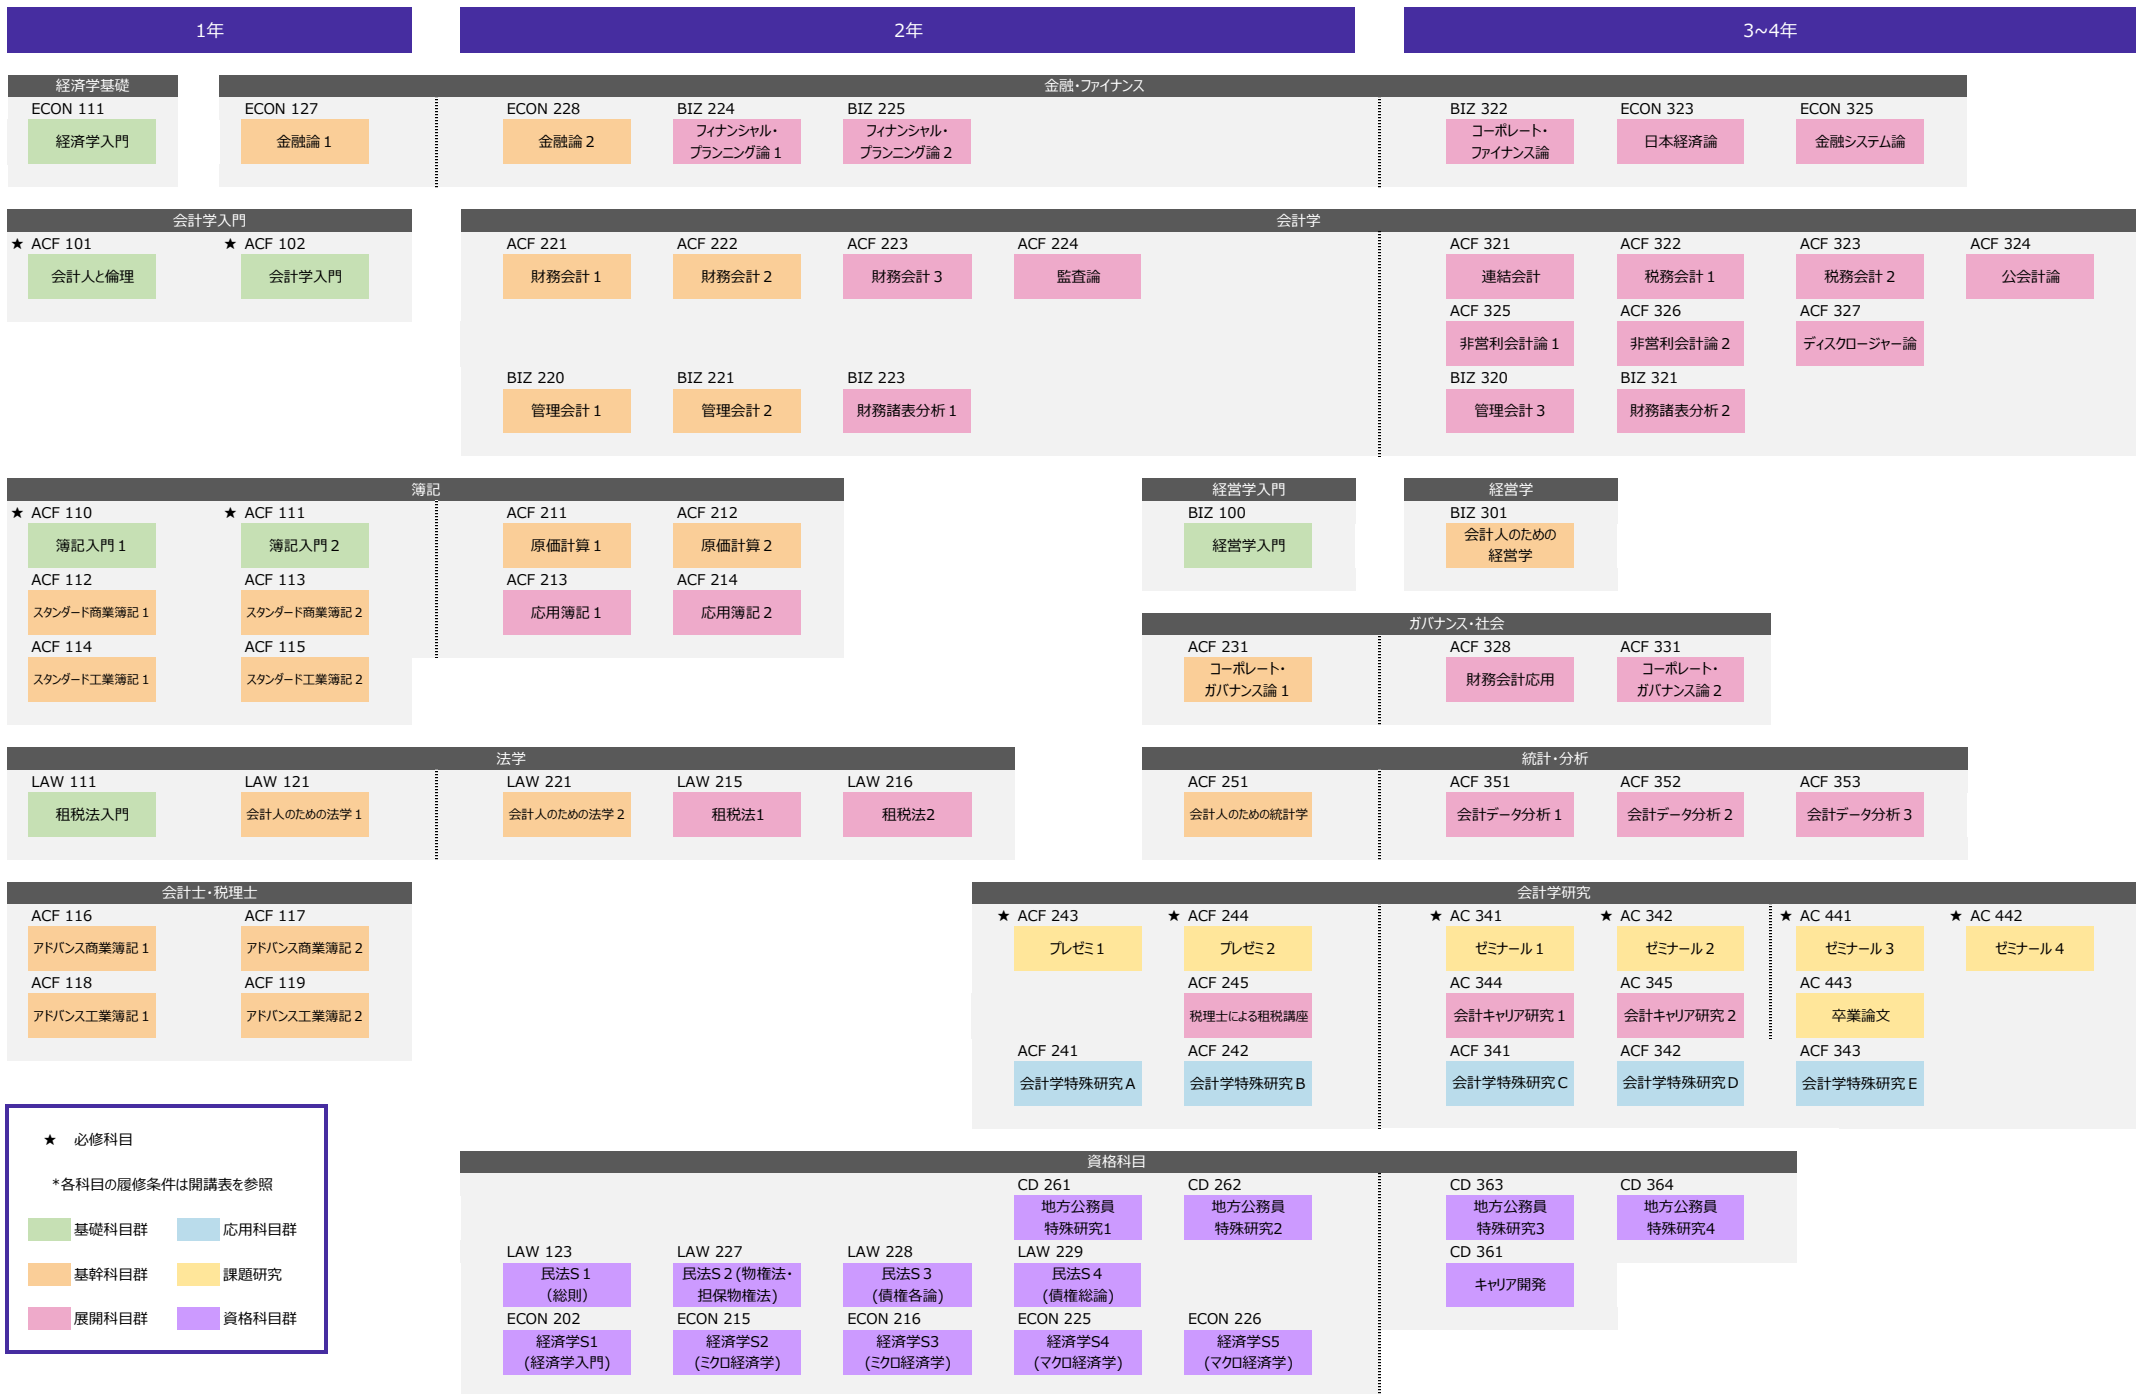 1年
2年
3~4年
経済学基礎
金融・ファイナンス
ECON 111
ECON 127
ECON 228
BIZ 224
BIZ 225
BIZ 322
ECON 323
ECON 325
経済学入門
金融論１
金融論２
フィナンシャル・
プランニング論１
フィナンシャル・
プランニング論２
コーポレート・
ファイナンス論
日本経済論
金融システム論
会計学入門
会計学
★ ACF 101
★ ACF 102
ACF 221
ACF 222
ACF 223
ACF 224
ACF 321
ACF 322
ACF 323
ACF 324
会計人と倫理
会計学入門
財務会計１
財務会計２
財務会計３
監査論
連結会計
税務会計１
税務会計２
公会計論
ACF 325
ACF 326
ACF 327
非営利会計論１
非営利会計論２
ディスクロージャー論
BIZ 220
BIZ 221
BIZ 223
BIZ 320
BIZ 321
管理会計１
管理会計２
財務諸表分析１
管理会計３
財務諸表分析２
簿記
経営学入門
経営学
★ ACF 110
★ ACF 111
ACF 211
ACF 212
BIZ 100
BIZ 301
簿記入門１
簿記入門２
原価計算１
原価計算２
経営学入門
会計人のための
経営学
ACF 112
ACF 113
ACF 213
ACF 214
スタンダード商業簿記１
スタンダード商業簿記２
応用簿記１
応用簿記２
ガバナンス・社会
ACF 114
ACF 115
ACF 231
ACF 328
ACF 331
スタンダード工業簿記１
スタンダード工業簿記２
コーポレート・
ガバナンス論１
財務会計応用
コーポレート・
ガバナンス論２
法学
統計・分析
LAW 111
LAW 121
LAW 221
LAW 215
LAW 216
ACF 251
ACF 351
ACF 352
ACF 353
租税法入門
会計人のための法学１
会計人のための法学２
租税法1
租税法2
会計人のための統計学
会計データ分析１
会計データ分析２
会計データ分析３
会計士・税理士
会計学研究
ACF 116
ACF 117
★ ACF 243
★ ACF 244
★ AC 341
★ AC 342
★ AC 441
★ AC 442
アドバンス商業簿記１
アドバンス商業簿記２
プレゼミ１
プレゼミ２
ゼミナール１
ゼミナール２
ゼミナール３
ゼミナール４
ACF 118
ACF 119
ACF 245
AC 344
AC 345
AC 443
アドバンス工業簿記１
アドバンス工業簿記２
税理士による租税講座
会計キャリア研究１
会計キャリア研究２
卒業論文
ACF 241
ACF 242
ACF 341
ACF 342
ACF 343
会計学特殊研究Ａ
会計学特殊研究Ｂ
会計学特殊研究Ｃ
会計学特殊研究Ｄ
会計学特殊研究Ｅ
★ 必修科目
*各科目の履修条件は開講表を参照
基礎科目群
応用科目群
基幹科目群
課題研究
展開科目群
資格科目群
資格科目
CD 261
CD 262
CD 363
CD 364
地方公務員
特殊研究1
地方公務員
特殊研究2
地方公務員
特殊研究3
地方公務員
特殊研究4
LAW 123
LAW 227
LAW 228
LAW 229
CD 361
民法Ｓ１
（総則）
民法Ｓ２(物権法・
担保物権法)
民法Ｓ３
(債権各論)
民法Ｓ４
(債権総論)
キャリア開発
ECON 202
ECON 215
ECON 216
ECON 225
ECON 226
経済学S1
(経済学入門)
経済学S2
(ミクロ経済学)
経済学S3
(ミクロ経済学)
経済学S4
(マクロ経済学)
経済学S5
(マクロ経済学)